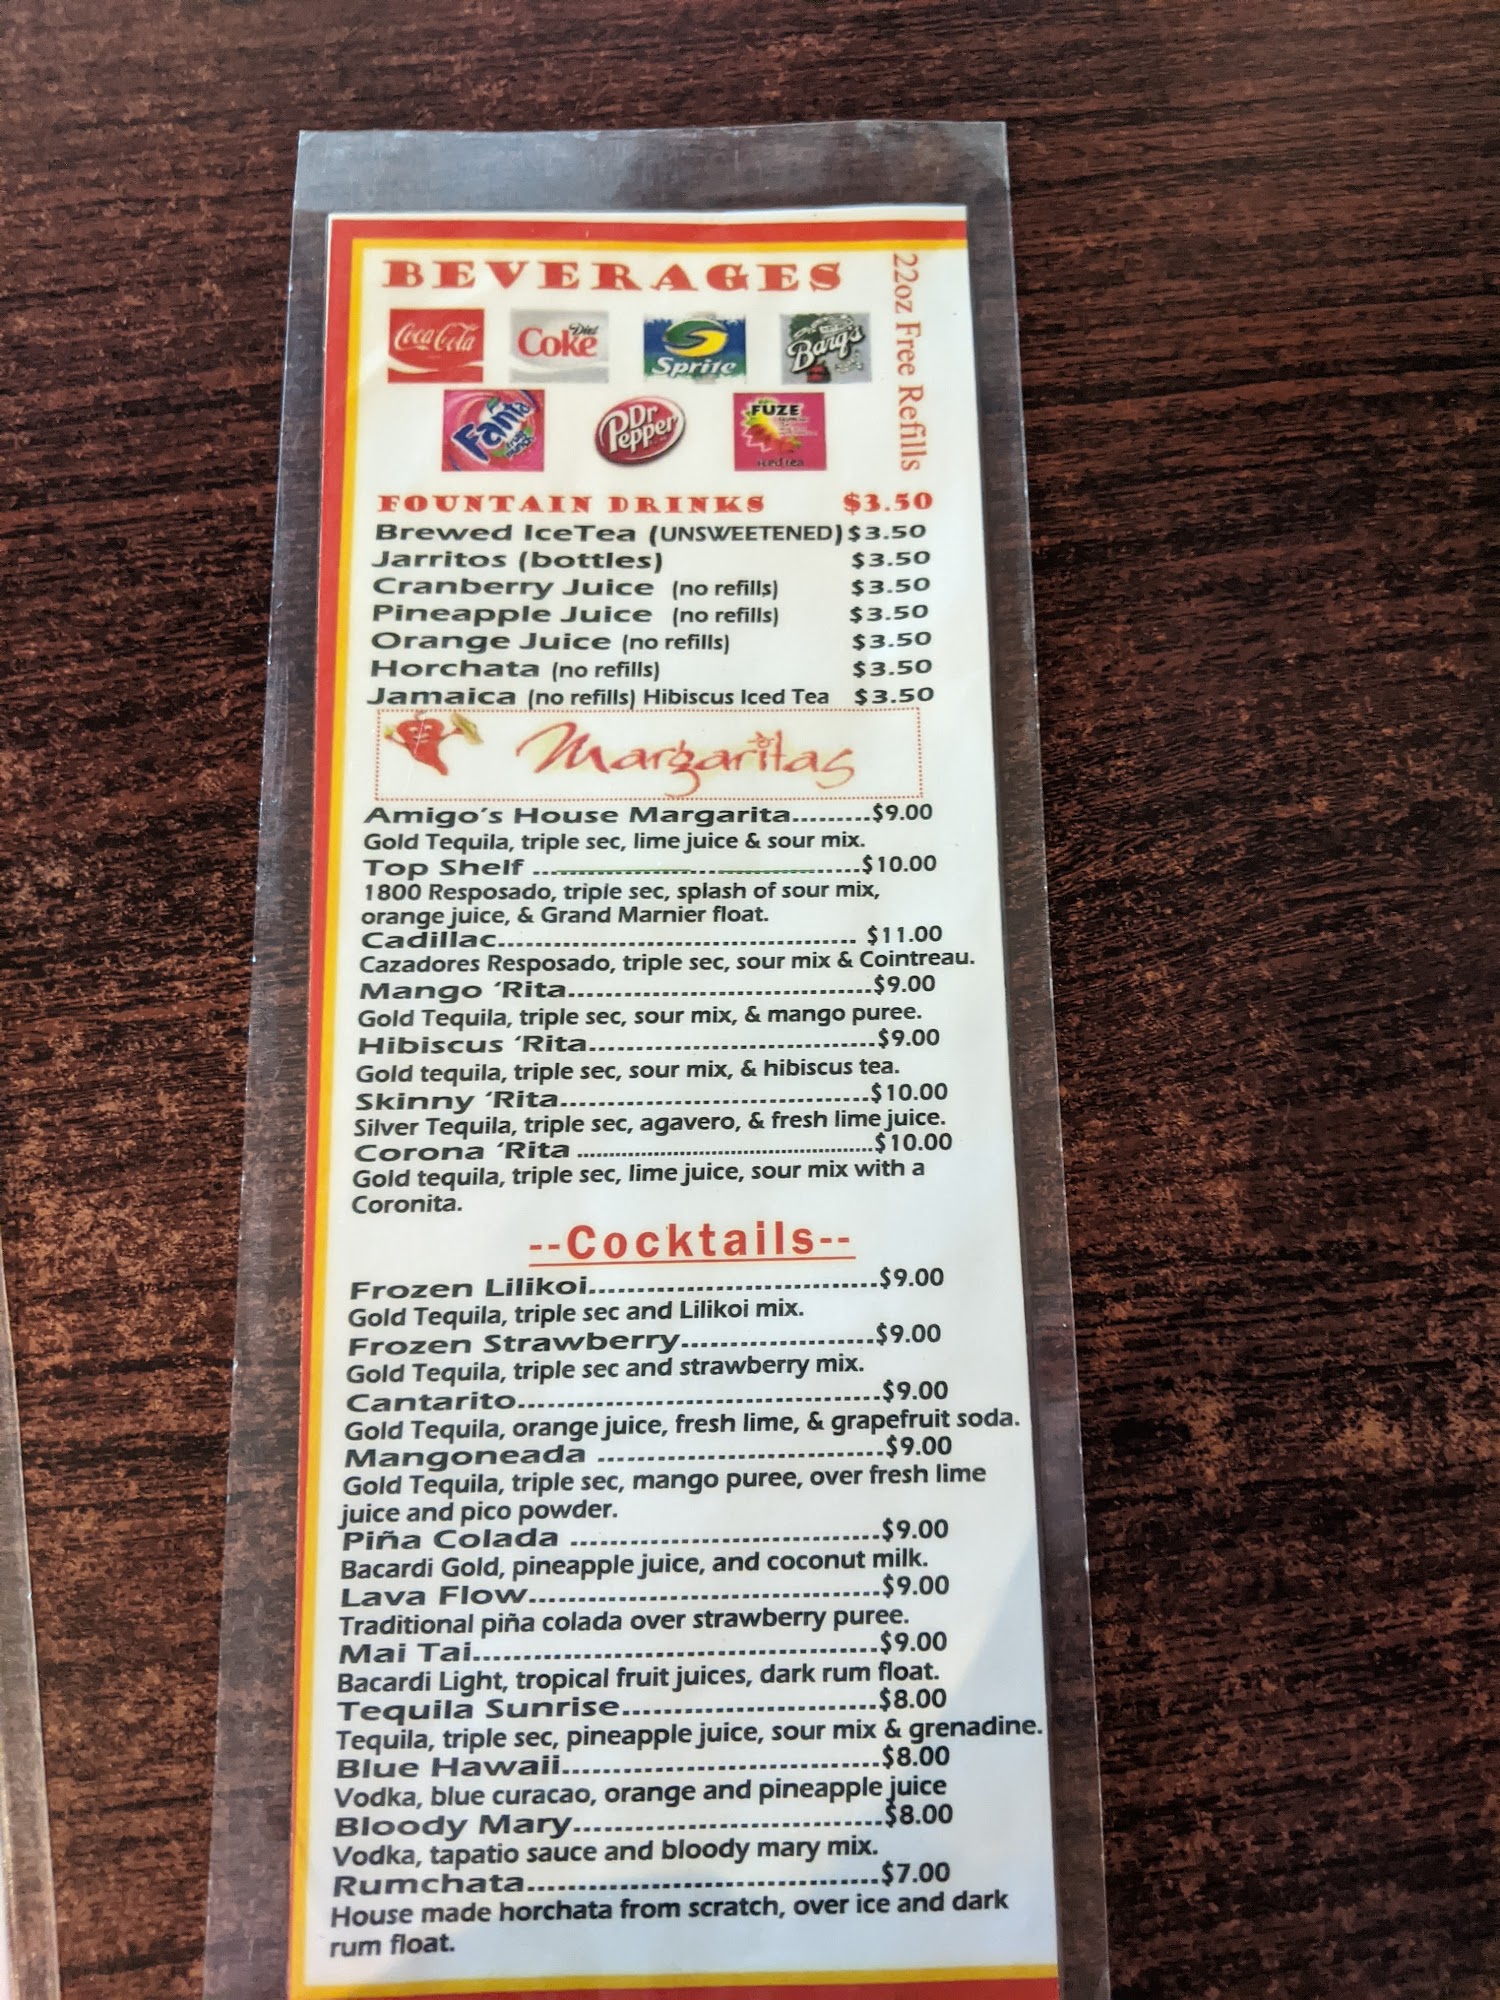 BEVERAGES
22oz Free Refills
Coca-Cola
Diet Coke
Sprite
Barq's
Fanta
fruit punch
Dr Pepper
FUZE
iced tea
FOUNTAIN DRINKS $3.50
Brewed IceTea (UNSWEETENED) $3.50
Jarritos (bottles) $3.50
Cranberry Juice (no refills) $3.50
Pineapple Juice (no refills) $3.50
Orange Juice (no refills) $3.50
Horchata (no refills) $3.50
Jamaica (no refills) Hibiscus Iced Tea $3.50
Margaritas
Amigo's House Margarita.........$9.00
Gold Tequila, triple sec, lime juice & sour mix.
Top Shelf .......................................$10.00
1800 Resposado, triple sec, splash of sour mix,
orange juice, & Grand Marnier float.
Cadillac........................................ $11.00
Cazadores Resposado, triple sec, sour mix & Cointreau.
Mango 'Rita..................................$9.00
Gold Tequila, triple sec, sour mix, & mango puree.
Hibiscus 'Rita................................$9.00
Gold tequila, triple sec, sour mix, & hibiscus tea.
Skinny 'Rita..................................$10.00
Silver Tequila, triple sec, agavero, & fresh lime juice.
Corona 'Rita ..............................................$10.00
Gold tequila, triple sec, lime juice, sour mix with a
Coronita.
--Cocktails--
Frozen Lilikoi................................$9.00
Gold Tequila, triple sec and Lilikoi mix.
Frozen Strawberry.....................$9.00
Gold Tequila, triple sec and strawberry mix.
Cantarito........................................$9.00
Gold Tequila, orange juice, fresh lime, & grapefruit soda.
Mangoneada ................................$9.00
Gold Tequila, triple sec, mango puree, over fresh lime
juice and pico powder.
Piña Colada ..................................$9.00
Bacardi Gold, pineapple juice, and coconut milk.
Lava Flow.......................................$9.00
Traditional piña colada over strawberry puree.
Mai Tai.............................................$9.00
Bacardi Light, tropical fruit juices, dark rum float.
Tequila Sunrise............................$8.00
Tequila, triple sec, pineapple juice, sour mix & grenadine.
Blue Hawaii...................................$8.00
Vodka, blue curacao, orange and pineapple juice
Bloody Mary..................................$8.00
Vodka, tapatio sauce and bloody mary mix.
Rumchata.......................................$7.00
House made horchata from scratch, over ice and dark
rum float.